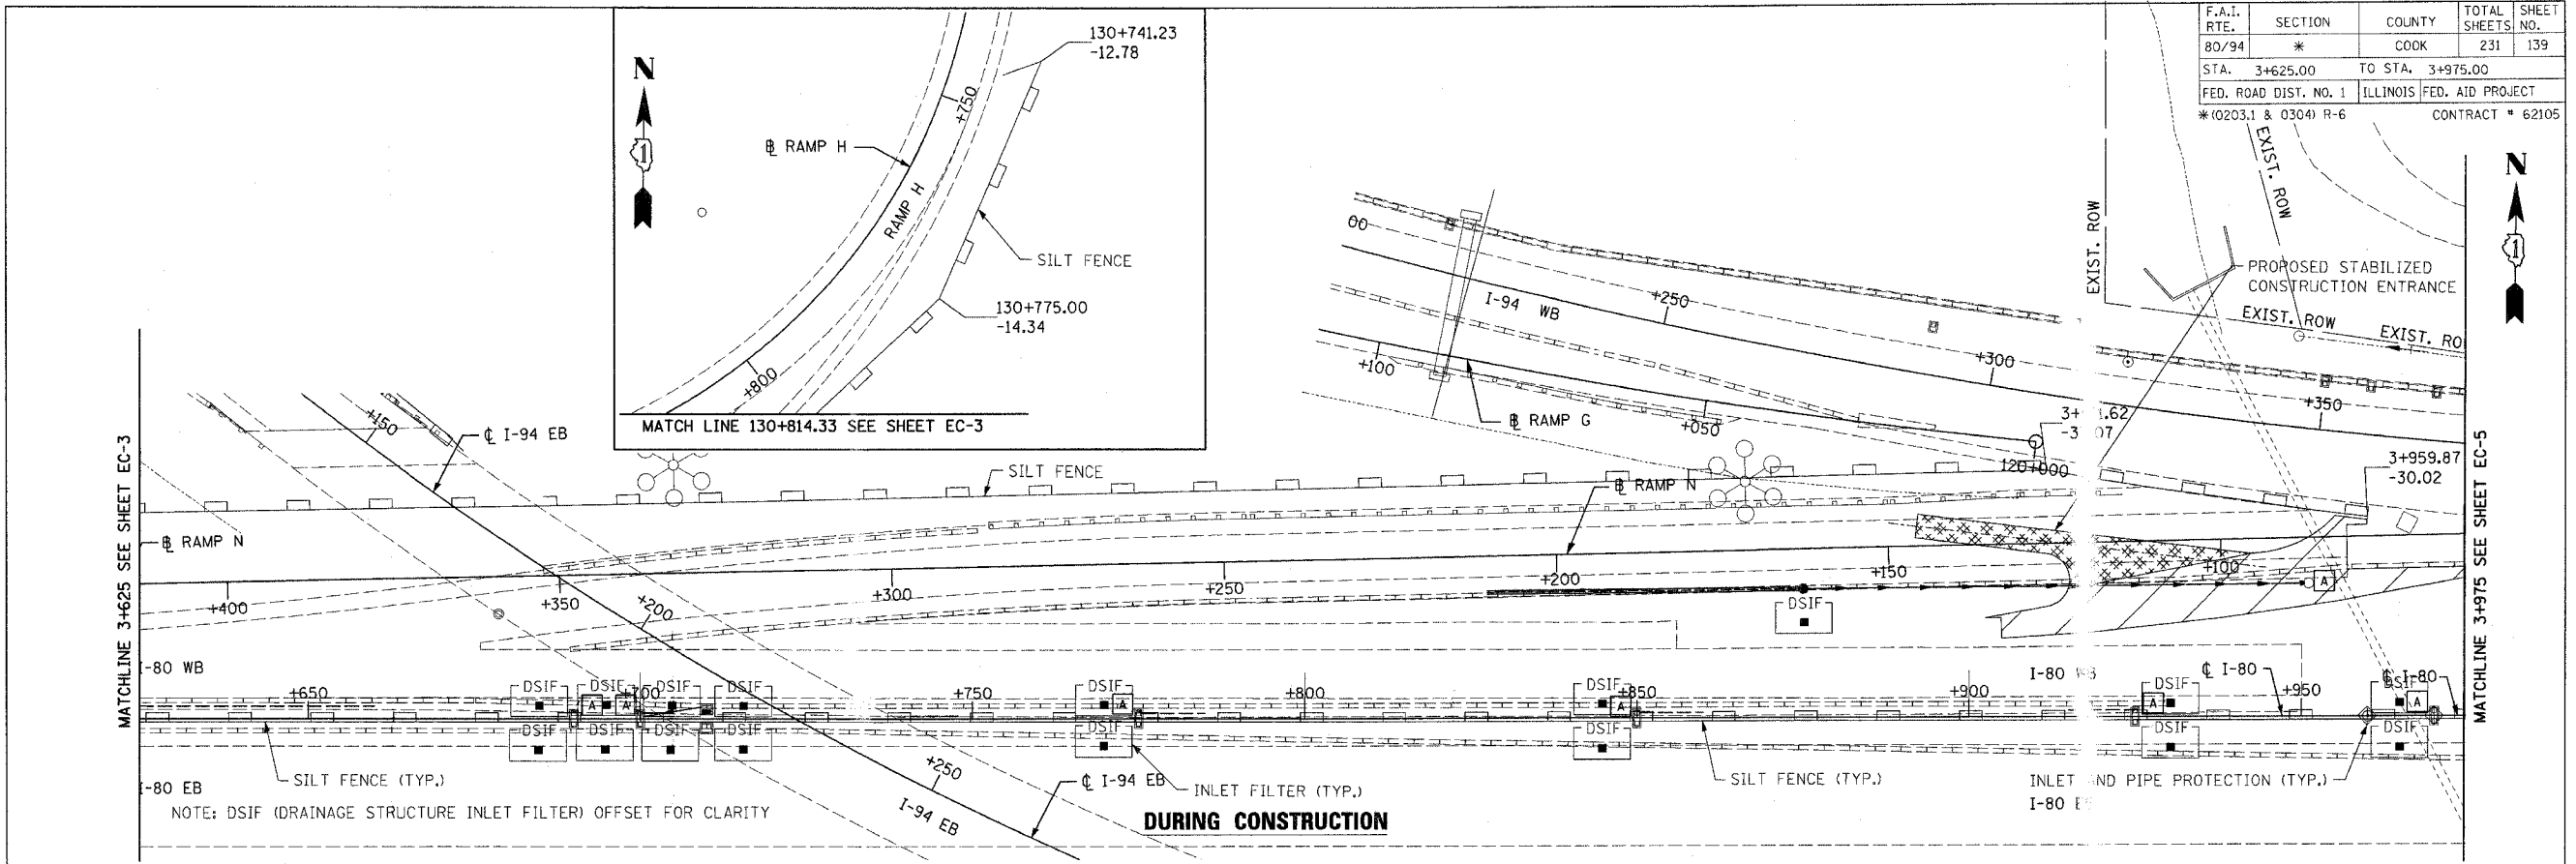 F.A.I. RTE. SECTION COUNTY TOTAL SHEETS SHEET NO.
80/94 * COOK 231 139
STA. 3+625.00 TO STA. 3+975.00
FED. ROAD DIST. NO. 1 ILLINOIS FED. AID PROJECT
*(0203.1 & 0304) R-6 CONTRACT # 62105
N
1
130+741.23
-12.78
+750
RAMP H
RAMP H
SILT FENCE
130+775.00
-14.34
+800
MATCH LINE 130+814.33 SEE SHEET EC-3
N
1
EXIST. ROW
EXIST. ROW
PROPOSED STABILIZED
CONSTRUCTION ENTRANCE
EXIST. ROW
EXIST. RO
00
I-94 WB
+250
+300
+350
+100
RAMP G
+050
120+000
3+959.87
-30.02
MATCHLINE 3+625 SEE SHEET EC-3
MATCHLINE 3+975 SEE SHEET EC-5
+150
℄ I-94 EB
SILT FENCE
RAMP N
RAMP N
+400
+350
+200
+300
+250
+200
+150
+100
A
DSIF
I-80 WB
I-80
℄ I-80
℄ I-80
+650
+700
+750
+800
+850
+900
+950
DSIF DSIF DSIF DSIF DSIF DSIF DSIF DSIF
A A A A A A
DSIF DSIF DSIF DSIF DSIF DSIF DSIF DSIF
SILT FENCE (TYP.)
I-80 EB
+250
I-94 EB
℄ I-94 EB
INLET FILTER (TYP.)
SILT FENCE (TYP.)
INLET AND PIPE PROTECTION (TYP.)
I-80
NOTE: DSIF (DRAINAGE STRUCTURE INLET FILTER) OFFSET FOR CLARITY
DURING CONSTRUCTION